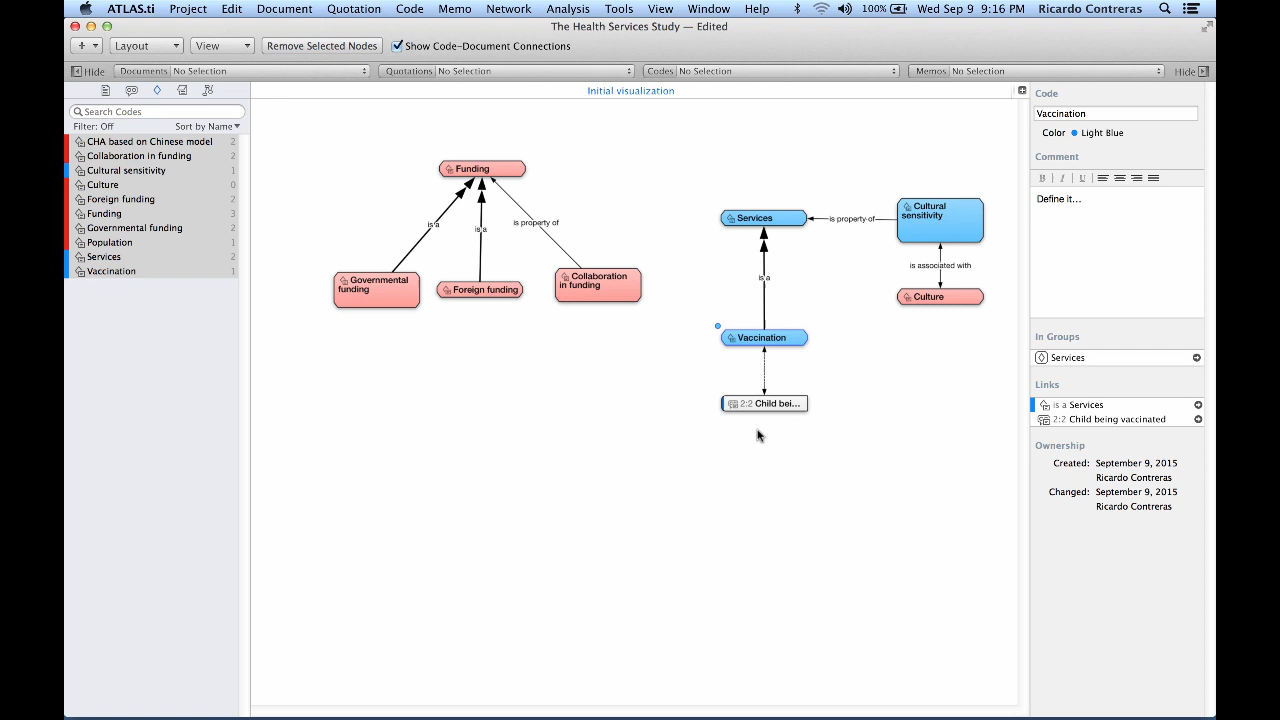 ATLAS.ti Project Edit Document Quotation Code Memo Network Analysis Tools View Window Help 100% Wed Sep 9 9:16 PM Ricardo Contreras
The Health Services Study — Edited
+ Layout View Remove Selected Nodes Show Code-Document Connections
Hide Documents No Selection Quotations No Selection Codes No Selection Memos No Selection Hide
Initial visualization
Search Codes
Filter: Off Sort by Name
CHA based on Chinese model 2
Collaboration in funding 2
Cultural sensitivity 1
Culture 0
Foreign funding 2
Funding 3
Governmental funding 2
Population 1
Services 2
Vaccination 1
Funding
is a
is a
is property of
Governmental
funding
Foreign funding
Collaboration
in funding
Services
is property of
Cultural
sensitivity
is associated with
Culture
is a
Vaccination
2:2 Child bei...
Code
Vaccination
Color Light Blue
Comment
B I U
Define it...
In Groups
Services
Links
is a Services
2:2 Child being vaccinated
Ownership
Created: September 9, 2015
Ricardo Contreras
Changed: September 9, 2015
Ricardo Contreras